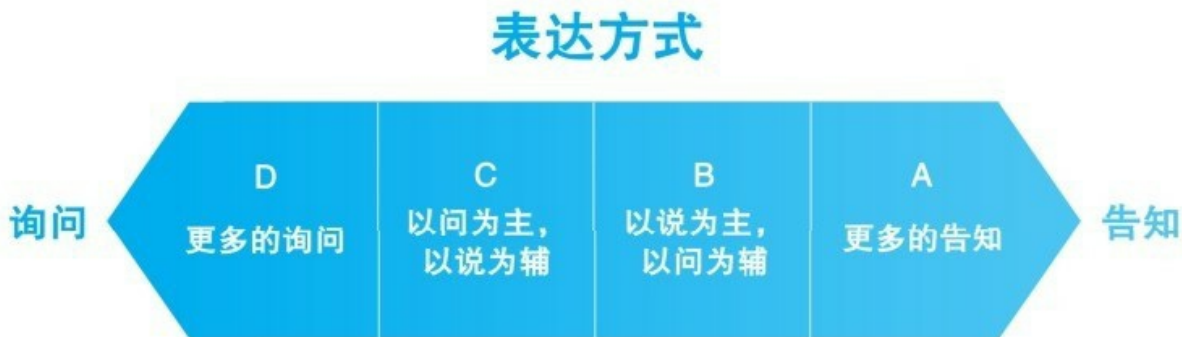 表达方式
询问
D
更多的询问
C
以问为主，
以说为辅
B
以说为主，
以问为辅
A
更多的告知
告知